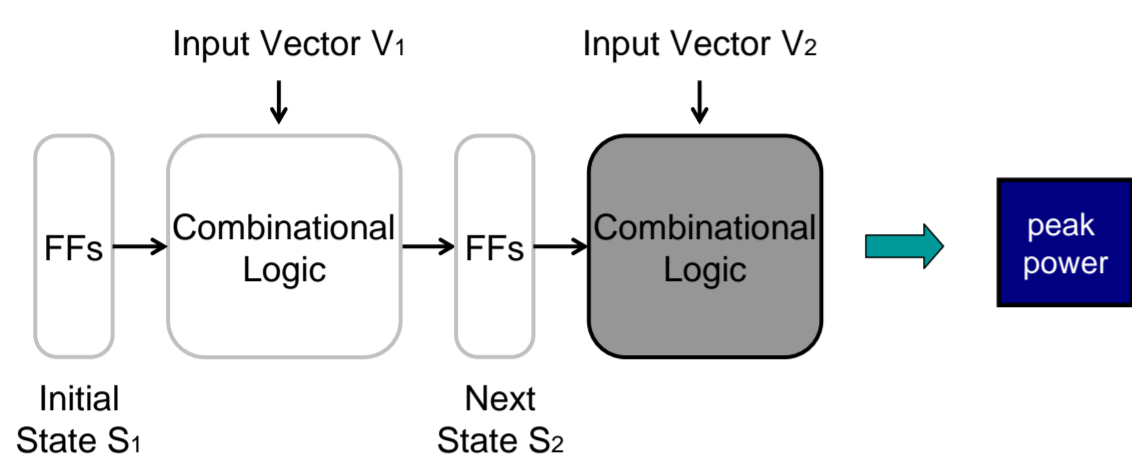 Input Vector V1
Input Vector V2
FFs
Combinational
Logic
FFs
Combinational
Logic
peak
power
Initial
State S1
Next
State S2